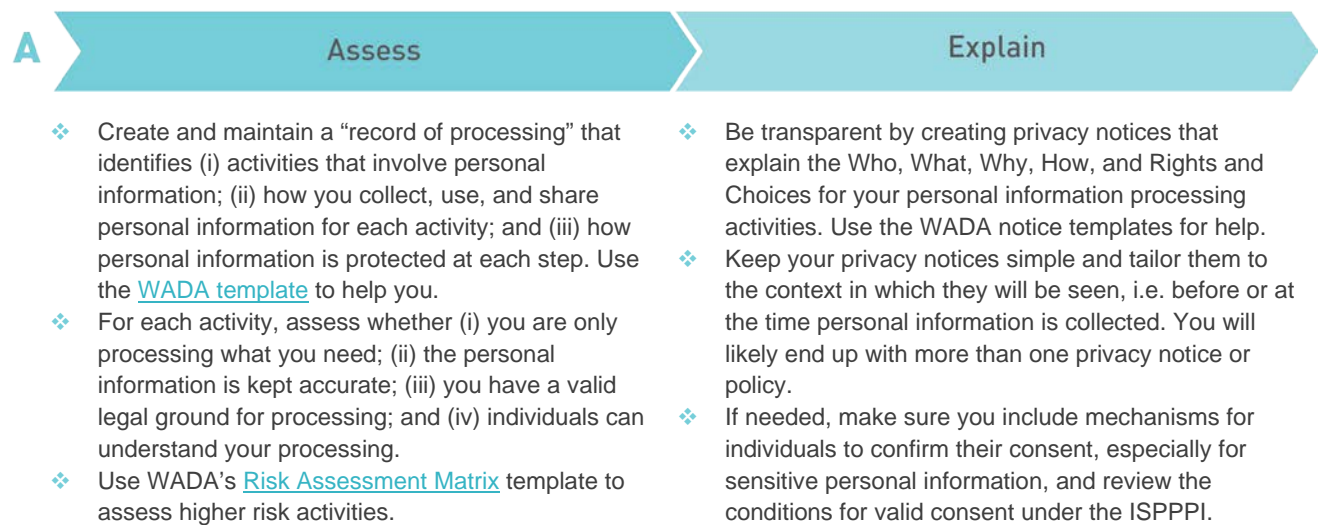 A
Assess
Explain
❖ Create and maintain a “record of processing” that
identifies (i) activities that involve personal
information; (ii) how you collect, use, and share
personal information for each activity; and (iii) how
personal information is protected at each step. Use
the WADA template to help you.
❖ For each activity, assess whether (i) you are only
processing what you need; (ii) the personal
information is kept accurate; (iii) you have a valid
legal ground for processing; and (iv) individuals can
understand your processing.
❖ Use WADA’s Risk Assessment Matrix template to
assess higher risk activities.
❖ Be transparent by creating privacy notices that
explain the Who, What, Why, How, and Rights and
Choices for your personal information processing
activities. Use the WADA notice templates for help.
❖ Keep your privacy notices simple and tailor them to
the context in which they will be seen, i.e. before or at
the time personal information is collected. You will
likely end up with more than one privacy notice or
policy.
❖ If needed, make sure you include mechanisms for
individuals to confirm their consent, especially for
sensitive personal information, and review the
conditions for valid consent under the ISPPPI.